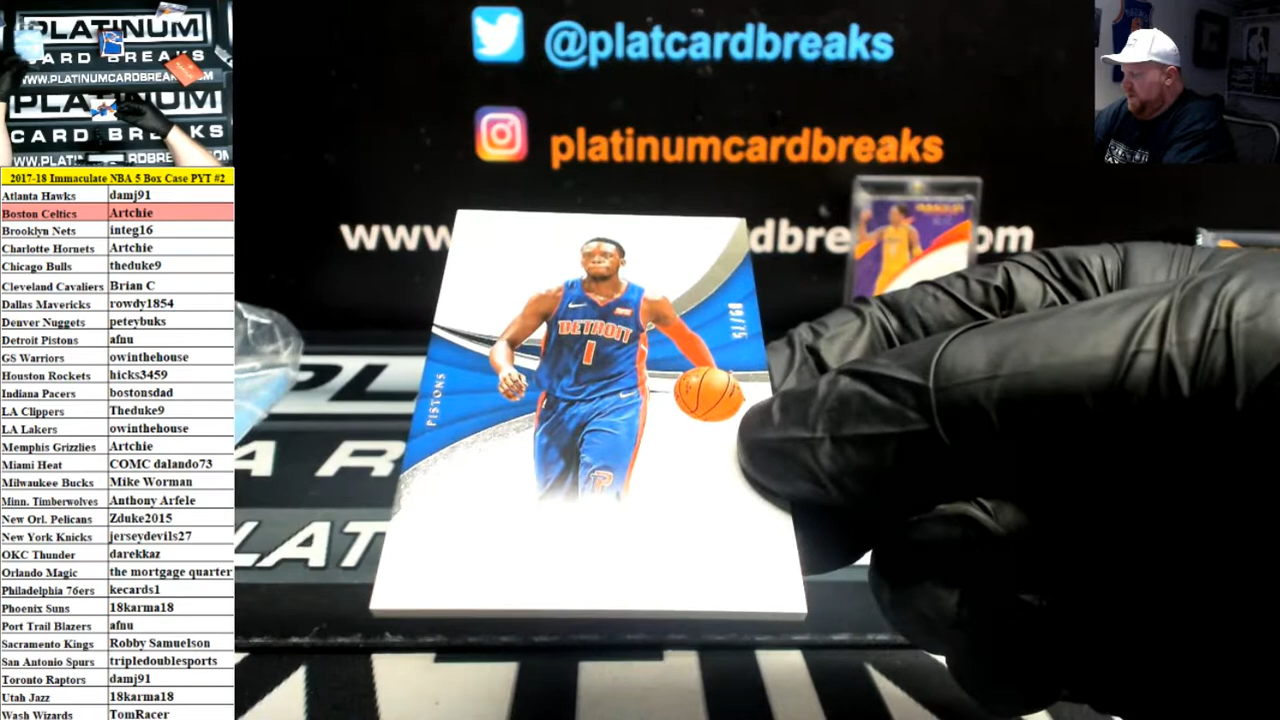 PLATINUM
CARD BREAKS
WWW.PLATINUMCARDBREAKS.COM
PLATINUM
CARD BREAKS
@platcardbreaks
platinumcardbreaks
www. dbre om
2017-18 Immaculate NBA 5 Box Case PYT #2
Atlanta Hawks damj91
Boston Celtics Artchie
Brooklyn Nets integ16
Charlotte Hornets Artchie
Chicago Bulls theduke9
Cleveland Cavaliers Brian C
Dallas Mavericks rowdy1854
Denver Nuggets peteybuks
Detroit Pistons afnu
GS Warriors owinthehouse
Houston Rockets hicks3459
Indiana Pacers bostonsdad
LA Clippers Theduke9
LA Lakers owinthehouse
Memphis Grizzlies Artchie
Miami Heat COMC dalando73
Milwaukee Bucks Mike Worman
Minn. Timberwolves Anthony Arfele
New Orl. Pelicans Zduke2015
New York Knicks jerseydevils27
OKC Thunder darekkaz
Orlando Magic the mortgage quarter
Philadelphia 76ers kecards1
Phoenix Suns 18karma18
Port Trail Blazers afnu
Sacramento Kings Robby Samuelson
San Antonio Spurs tripledoublesports
Toronto Raptors damj91
Utah Jazz 18karma18
Wash Wizards TomRacer
PISTONS
DETROIT
1
PL
A R
LAT